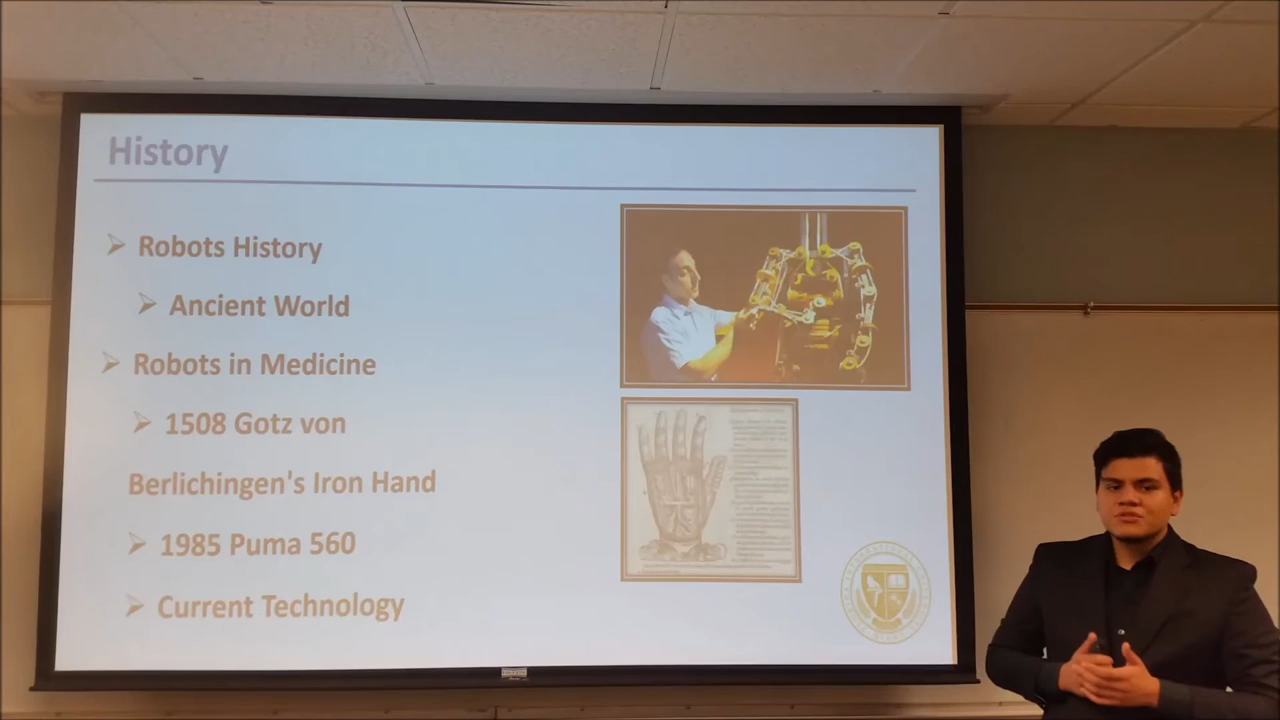 History
Robots History
Ancient World
Robots in Medicine
1508 Gotz von
Berlichingen's Iron Hand
1985 Puma 560
Current Technology